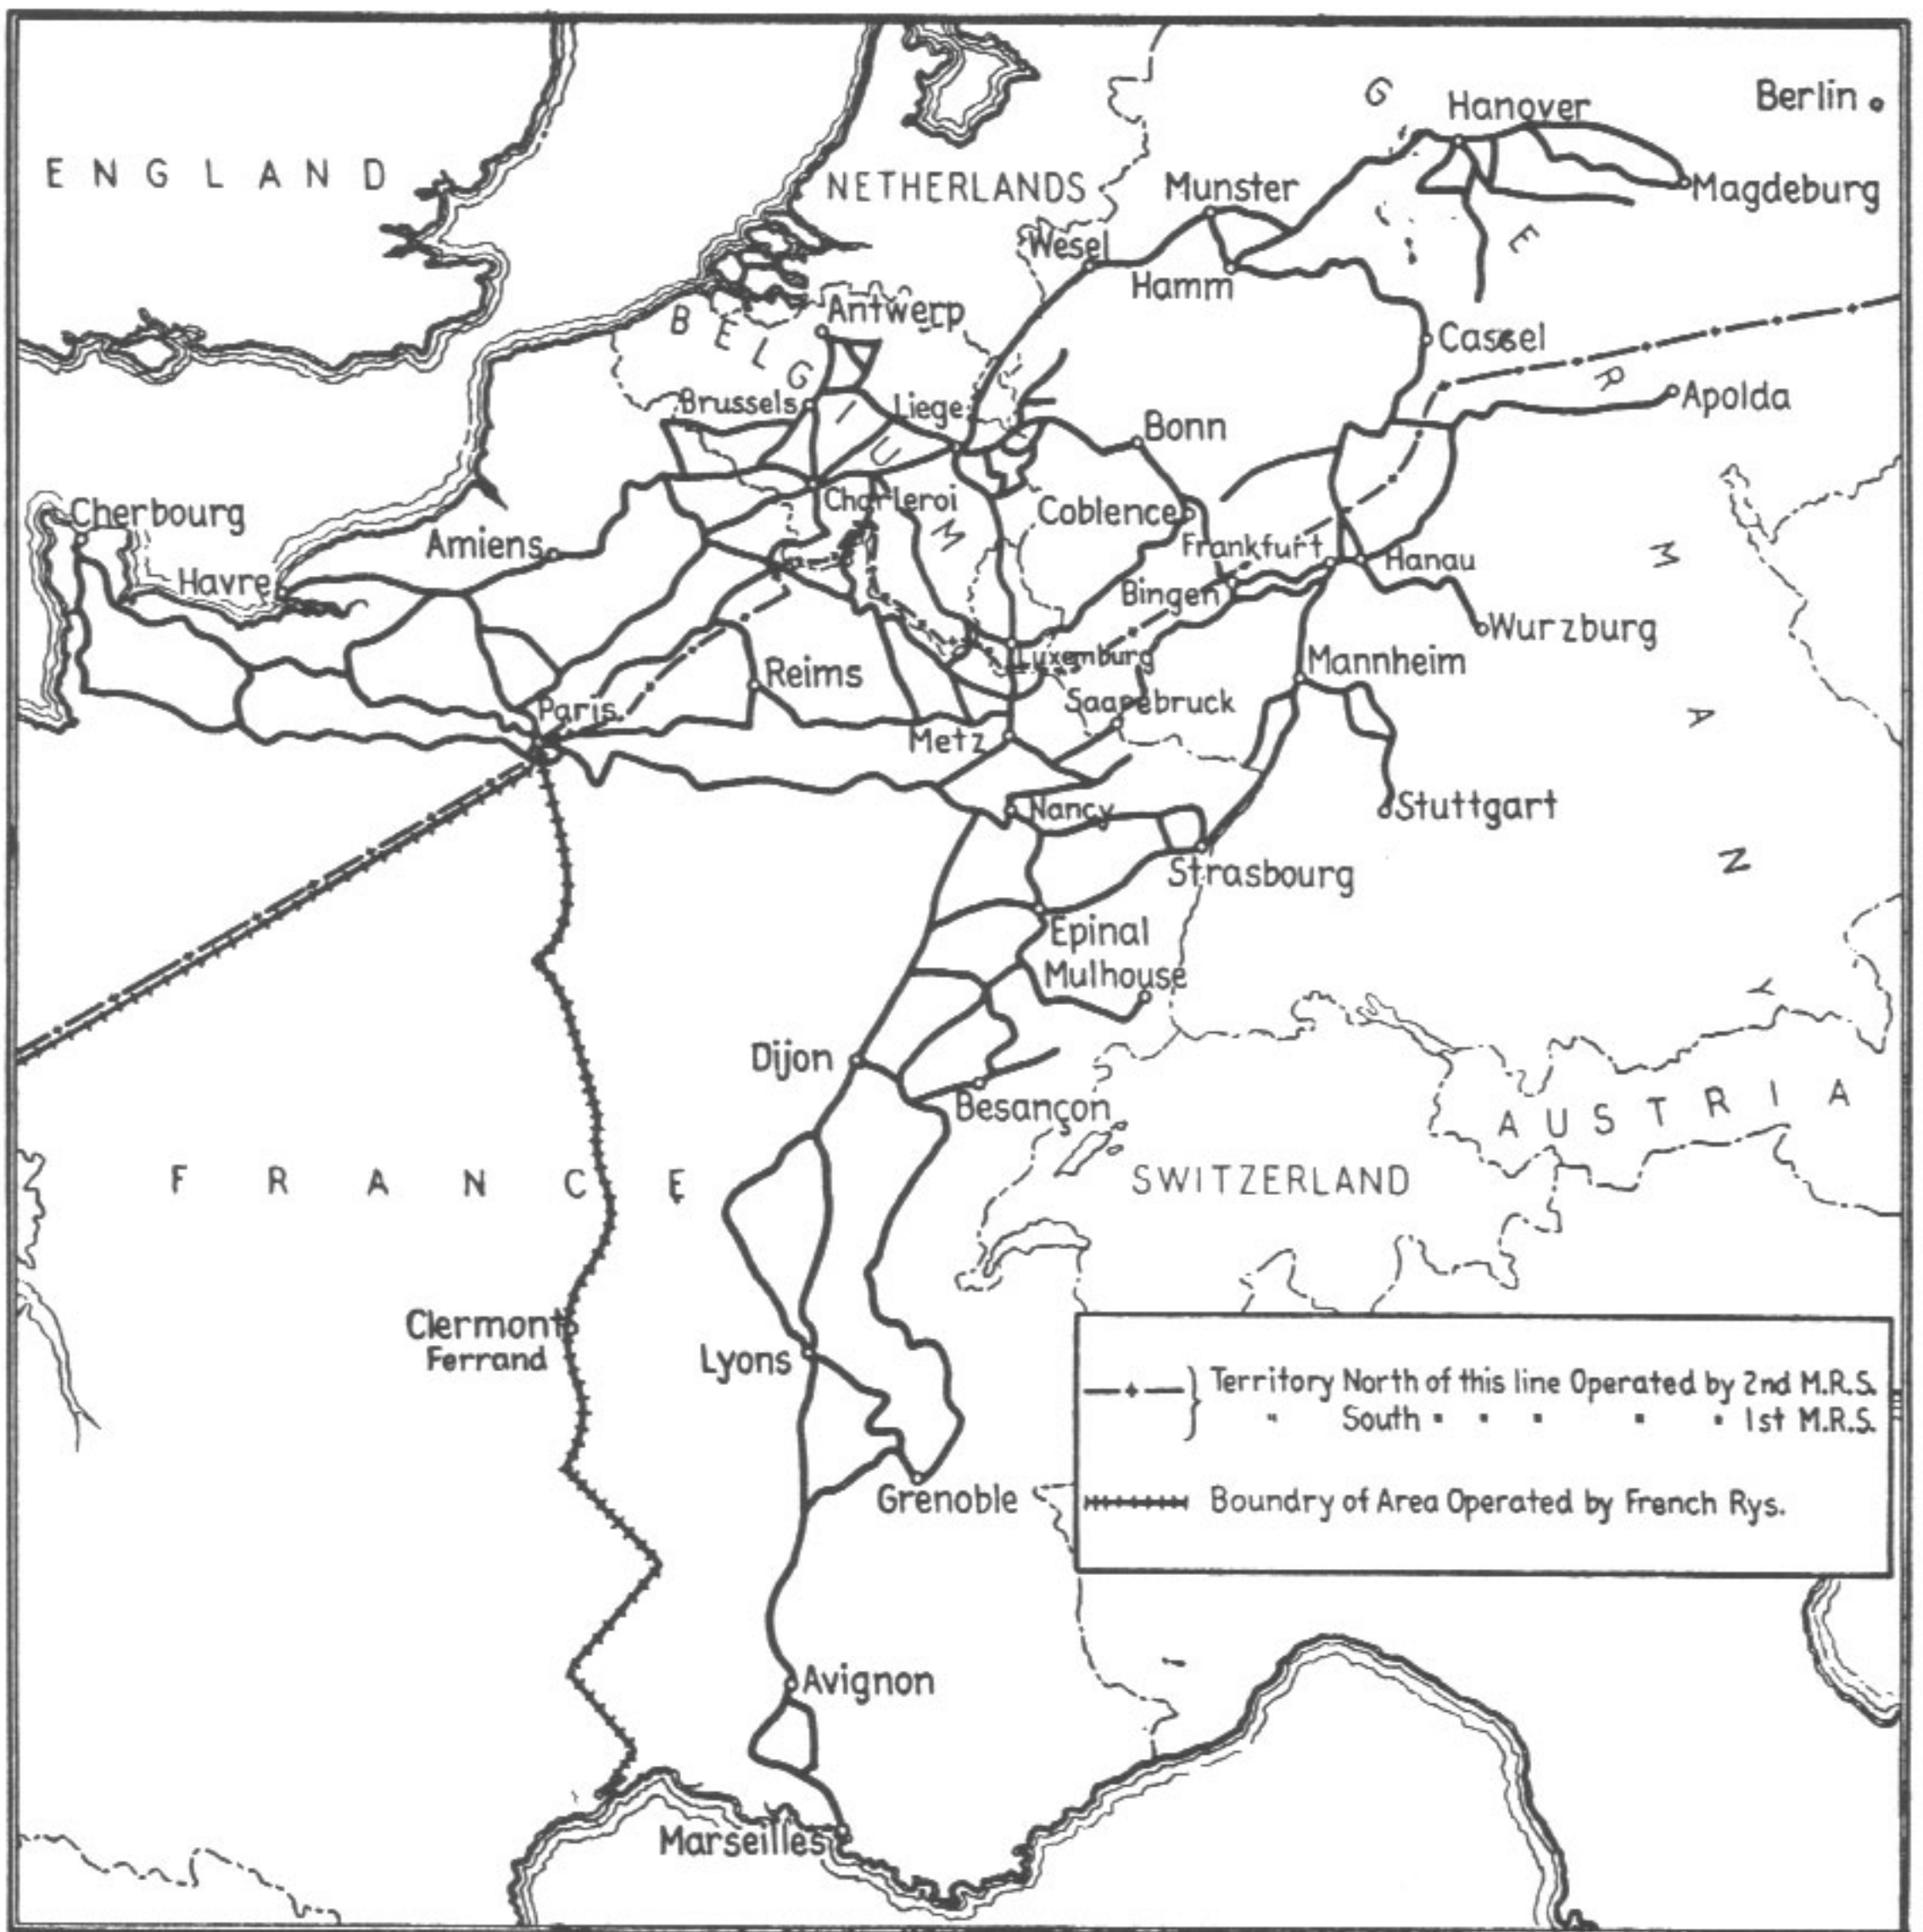 ENGLAND
NETHERLANDS
BELGIUM
GERMANY
Hanover
Berlin
Magdeburg
Munster
Wesel
Hamm
Antwerp
Cassel
Apolda
Brussels
Liege
Bonn
Charleroi
Coblence
Cherbourg
Amiens
Frankfurt
Hanau
Havre
Bingen
Wurzburg
Luxemburg
Mannheim
Reims
Saarebruck
Paris
Metz
Nancy
Stuttgart
Strasbourg
Epinal
Mulhouse
Dijon
Besançon
AUSTRIA
FRANCE
SWITZERLAND
Clermont
Ferrand
Lyons
Grenoble
Avignon
Marseilles
Territory North of this line Operated by 2nd M.R.S.
" South " " " " " 1st M.R.S.
Boundry of Area Operated by French Rys.